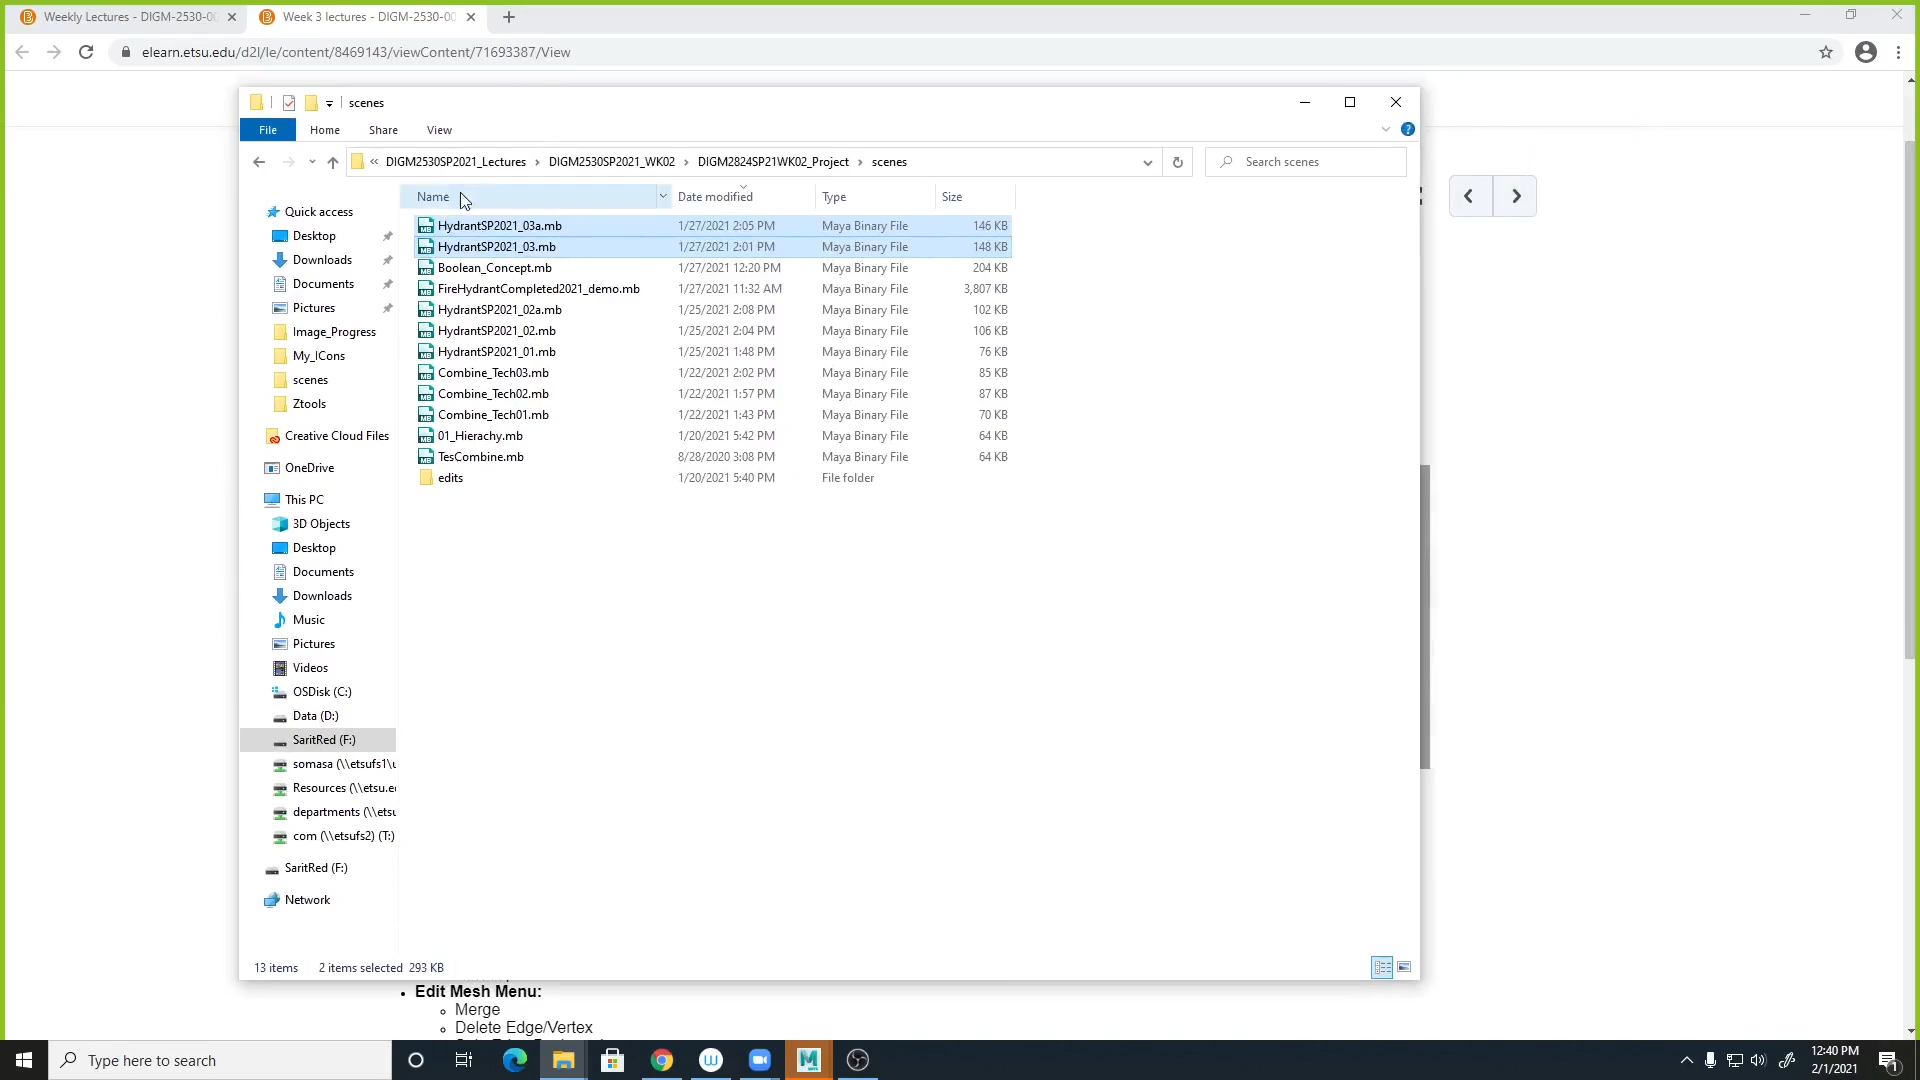 Weekly Lectures - DIGM-2530-00
Week 3 lectures - DIGM-2530-00
elearn.etsu.edu/d2l/le/content/8469143/viewContent/71693387/View
scenes
File Home Share View
« DIGM2530SP2021_Lectures › DIGM2530SP2021_WK02 › DIGM2824SP21WK02_Project › scenes
Search scenes
Name Date modified Type Size
HydrantSP2021_03a.mb 1/27/2021 2:05 PM Maya Binary File 146 KB
HydrantSP2021_03.mb 1/27/2021 2:01 PM Maya Binary File 148 KB
Boolean_Concept.mb 1/27/2021 12:20 PM Maya Binary File 204 KB
FireHydrantCompleted2021_demo.mb 1/27/2021 11:32 AM Maya Binary File 3,807 KB
HydrantSP2021_02a.mb 1/25/2021 2:08 PM Maya Binary File 102 KB
HydrantSP2021_02.mb 1/25/2021 2:04 PM Maya Binary File 106 KB
HydrantSP2021_01.mb 1/25/2021 1:48 PM Maya Binary File 76 KB
Combine_Tech03.mb 1/22/2021 2:02 PM Maya Binary File 85 KB
Combine_Tech02.mb 1/22/2021 1:57 PM Maya Binary File 87 KB
Combine_Tech01.mb 1/22/2021 1:43 PM Maya Binary File 70 KB
01_Hierachy.mb 1/20/2021 5:42 PM Maya Binary File 64 KB
TesCombine.mb 8/28/2020 3:08 PM Maya Binary File 64 KB
edits 1/20/2021 5:40 PM File folder
Quick access
Desktop
Downloads
Documents
Pictures
Image_Progress
My_ICons
scenes
Ztools
Creative Cloud Files
OneDrive
This PC
3D Objects
Desktop
Documents
Downloads
Music
Pictures
Videos
OSDisk (C:)
Data (D:)
SaritRed (F:)
somasa (\\etsufs1\u
Resources (\\etsu.e
departments (\\etsu
com (\\etsufs2) (T:)
SaritRed (F:)
Network
13 items 2 items selected 293 KB
• Edit Mesh Menu:
Merge
Delete Edge/Vertex
Type here to search
12:40 PM
2/1/2021